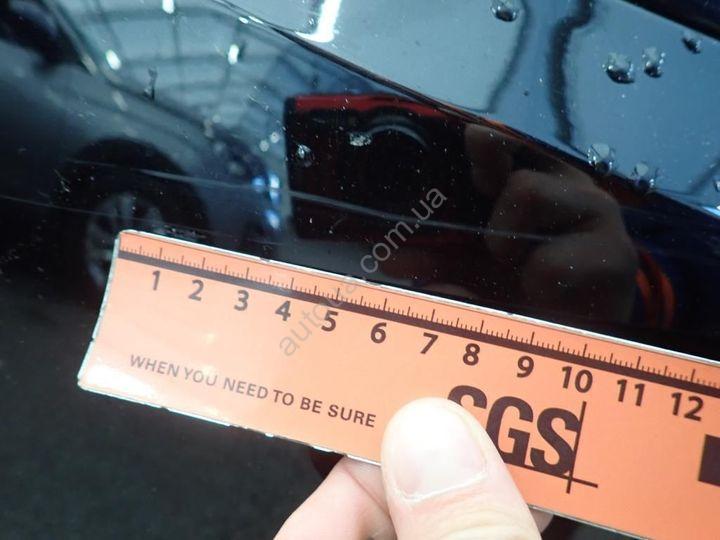 autoua.com.ua
1 2 3 4 5 6 7 8 9 10 11 12
WHEN YOU NEED TO BE SURE
SGS